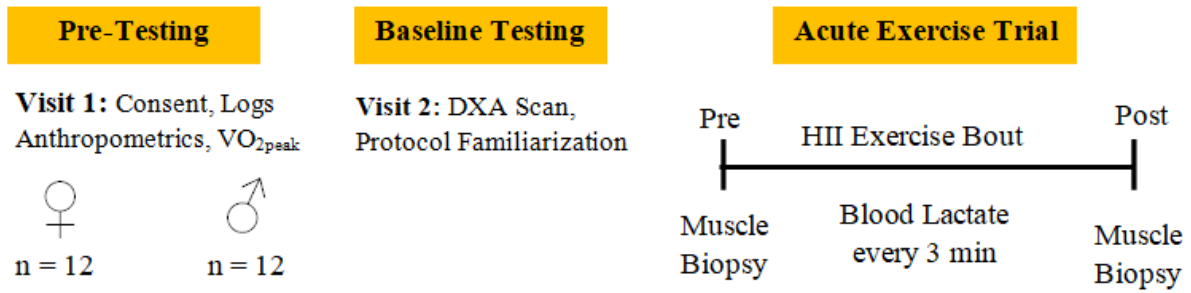 Pre-Testing
Visit 1: Consent, Logs
Anthropometrics, VO₂peak
n = 12
n = 12
Baseline Testing
Visit 2: DXA Scan,
Protocol Familiarization
Acute Exercise Trial
Pre
HII Exercise Bout
Post
Muscle
Biopsy
Blood Lactate
every 3 min
Muscle
Biopsy